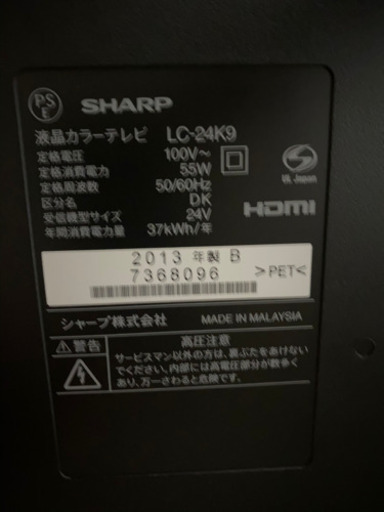 PS
E
SHARP
液晶カラーテレビ LC-24K9
定格電圧 100V~
定格消費電力 55W
定格周波数 50/60Hz
区分名 DK
受信機型サイズ 24V
年間消費電力量 37kWh/年
JIL Japan
HDMI
2013 年製 B
7368096
>PET<
シャープ株式会社 MADE IN MALAYSIA
⚠警告 高圧注意
サービスマン以外の方は、裏ぶたをあけない
でください。内部には高電圧部分が数多く
あり、万一さわると危険です。